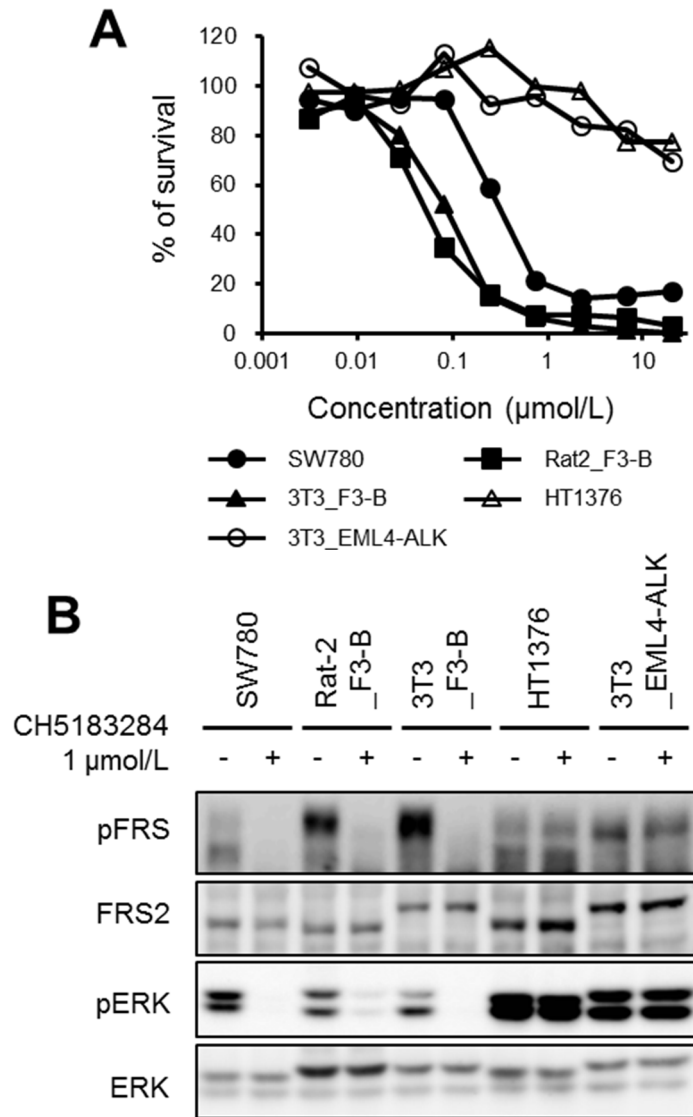 A
120
100
80
60
40
20
0
% of survival
0.001 0.01 0.1 1 10
Concentration (µmol/L)
SW780 Rat2_F3-B
3T3_F3-B HT1376
3T3_EML4-ALK
B
SW780
Rat-2
_F3-B
3T3
_F3-B
HT1376
3T3
_EML4-ALK
CH5183284
1 µmol/L - + - + - + - + - +
pFRS
FRS2
pERK
ERK